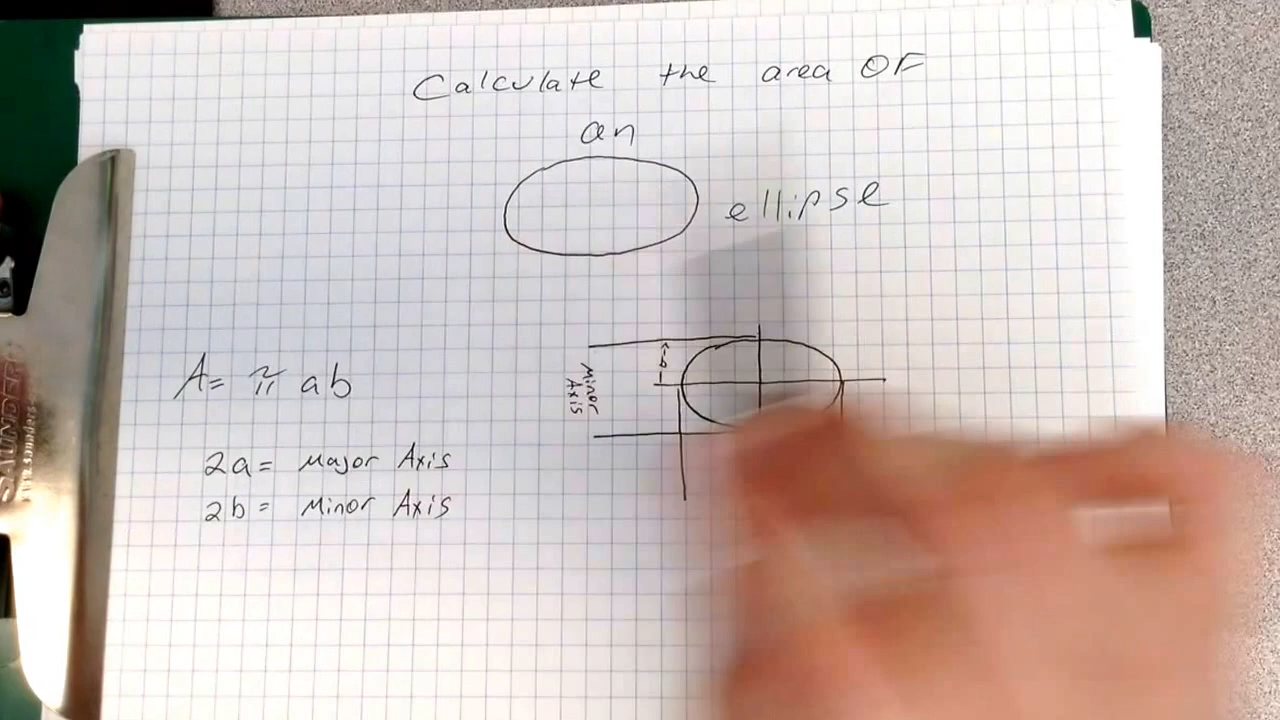 Calculate the area OF
an
ellipse
A= π ab
2a= Major Axis
2b= Minor Axis
Minor
Axis